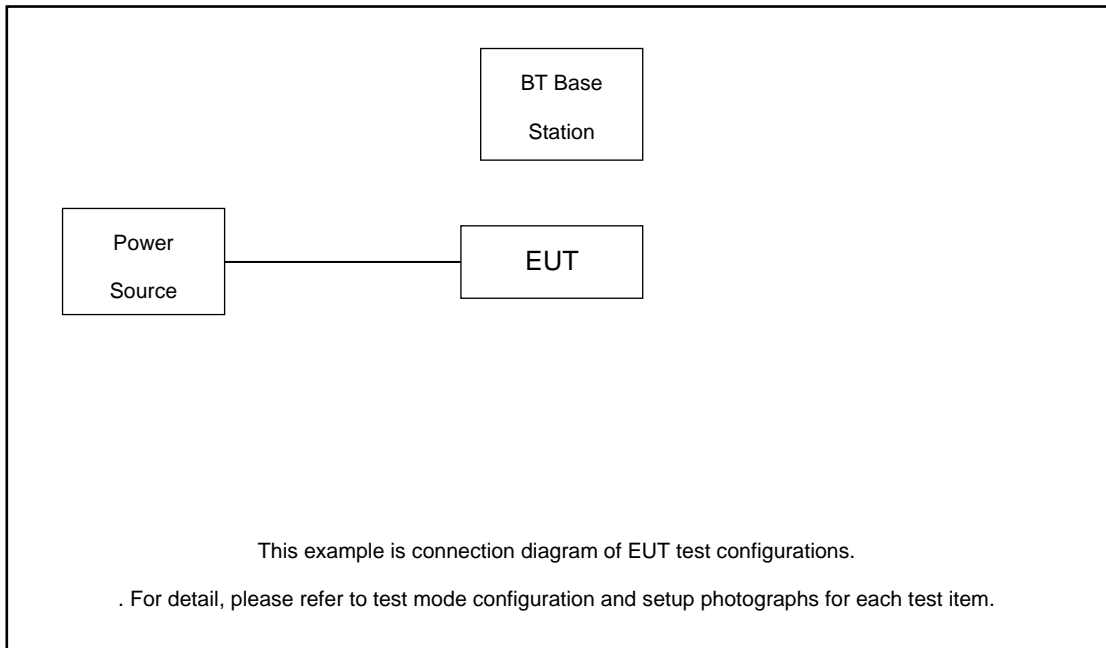 BT Base
Station
Power
Source
EUT
This example is connection diagram of EUT test configurations.
. For detail, please refer to test mode configuration and setup photographs for each test item.